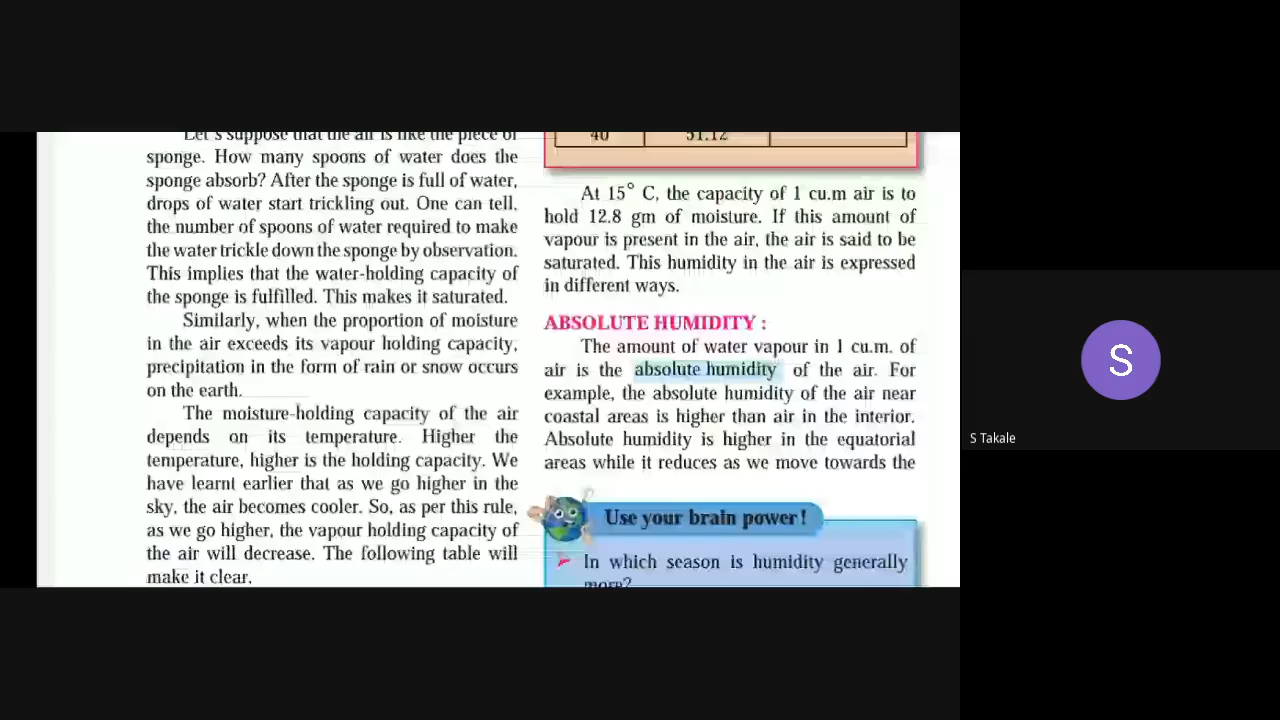 Let's suppose that the air is like the piece of
sponge. How many spoons of water does the
sponge absorb? After the sponge is full of water,
drops of water start trickling out. One can tell,
the number of spoons of water required to make
the water trickle down the sponge by observation.
This implies that the water-holding capacity of
the sponge is fulfilled. This makes it saturated.
Similarly, when the proportion of moisture
in the air exceeds its vapour holding capacity,
precipitation in the form of rain or snow occurs
on the earth.
The moisture-holding capacity of the air
depends on its temperature. Higher the
temperature, higher is the holding capacity. We
have learnt earlier that as we go higher in the
sky, the air becomes cooler. So, as per this rule,
as we go higher, the vapour holding capacity of
the air will decrease. The following table will
make it clear.
40 51.12
At 15° C, the capacity of 1 cu.m air is to
hold 12.8 gm of moisture. If this amount of
vapour is present in the air, the air is said to be
saturated. This humidity in the air is expressed
in different ways.
ABSOLUTE HUMIDITY :
The amount of water vapour in 1 cu.m. of
air is the absolute humidity of the air. For
example, the absolute humidity of the air near
coastal areas is higher than air in the interior.
Absolute humidity is higher in the equatorial
areas while it reduces as we move towards the
Use your brain power!
In which season is humidity generally
more?
S
S Takale